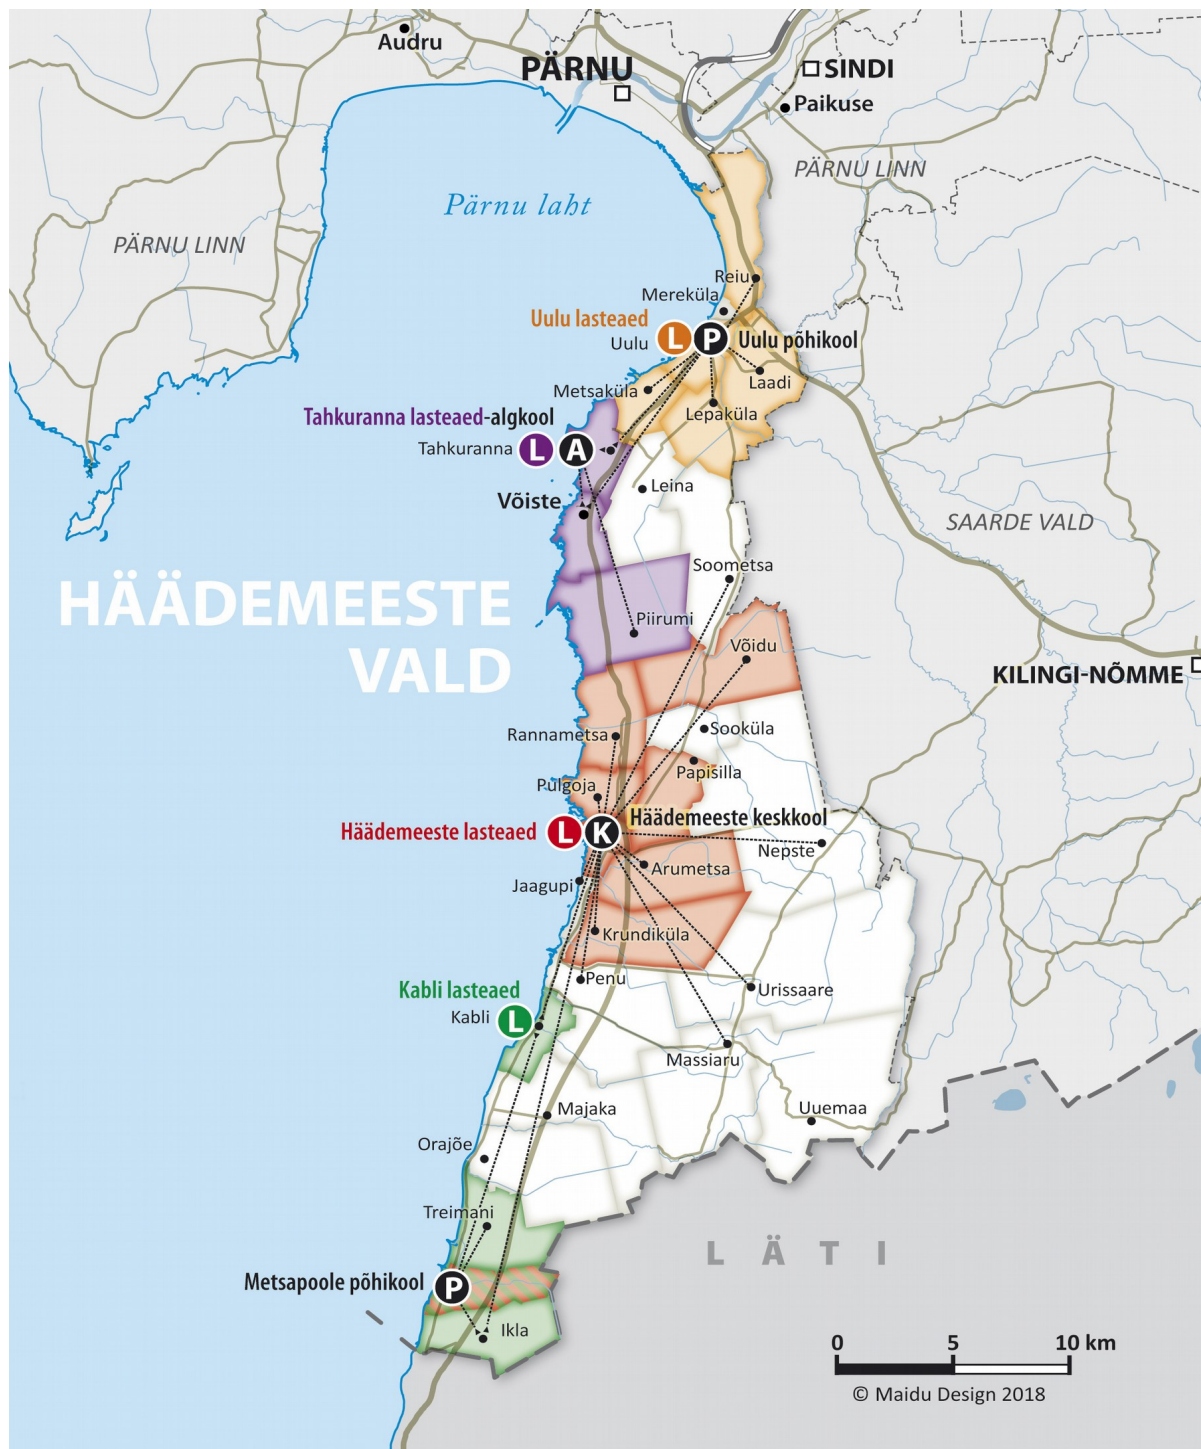 Audru
PÄRNU
SINDI
Paikuse
PÄRNU LINN
Pärnu laht
PÄRNU LINN
Reiu
Mereküla
Uulu lasteaed
Uulu
L
P
Uulu põhikool
Laadi
Metsaküla
Lepaküla
Tahkuranna lasteaed-algkool
Tahkuranna
L
A
Leina
Võiste
SAARDE VALD
HÄÄDEMEESTE
VALD
Soometsa
Piirumi
Võidu
KILINGI-NÕMME
Rannametsa
Sooküla
Papisilla
Pulgoja
Häädemeeste lasteaed
L
K
Häädemeeste keskkool
Nepste
Arumetsa
Jaagupi
Krundiküla
Penu
Urissaare
Kabli lasteaed
Kabli
L
Massiaru
Majaka
Uuemaa
Orajõe
Treimani
LÄTI
Metsapoole põhikool
P
Ikla
0 5 10 km
© Maidu Design 2018